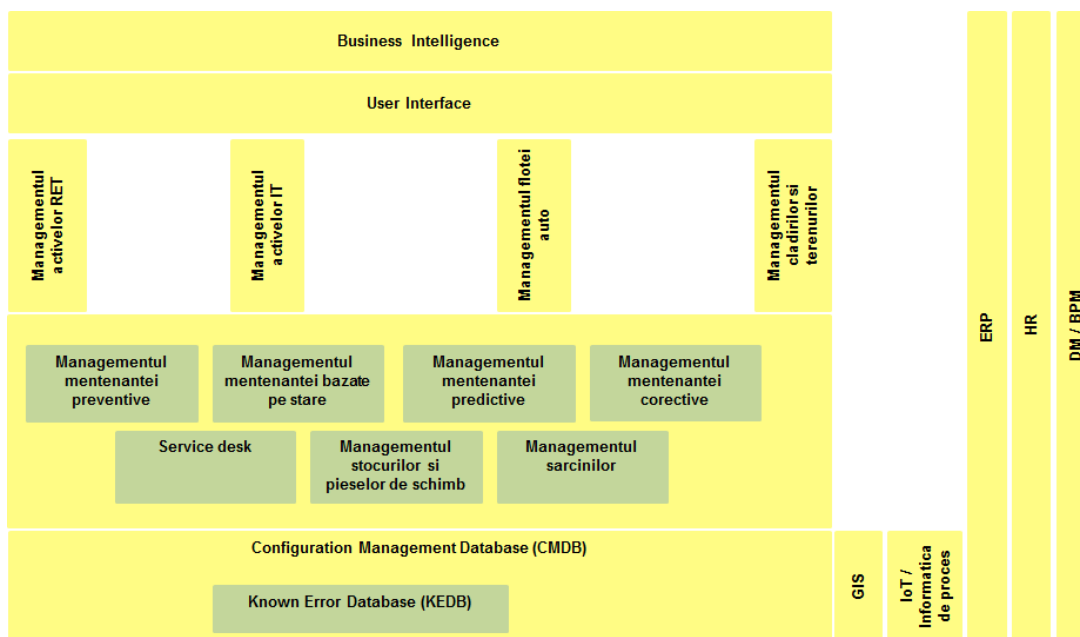 Business Intelligence
User Interface
Managementul
activelor RET
Managementul
activelor IT
Managementul flotei
auto
Managementul
cladirilor si
terenurilor
Managementul
mentenantei
preventive
Managementul
mentenantei bazate
pe stare
Managementul
mentenantei
predictive
Managementul
mentenantei
corective
Service desk
Managementul
stocurilor si
pieselor de schimb
Managementul
sarcinilor
Configuration Management Database (CMDB)
Known Error Database (KEDB)
GIS
IoT /
Informatica
de proces
ERP
HR
DM / BPM